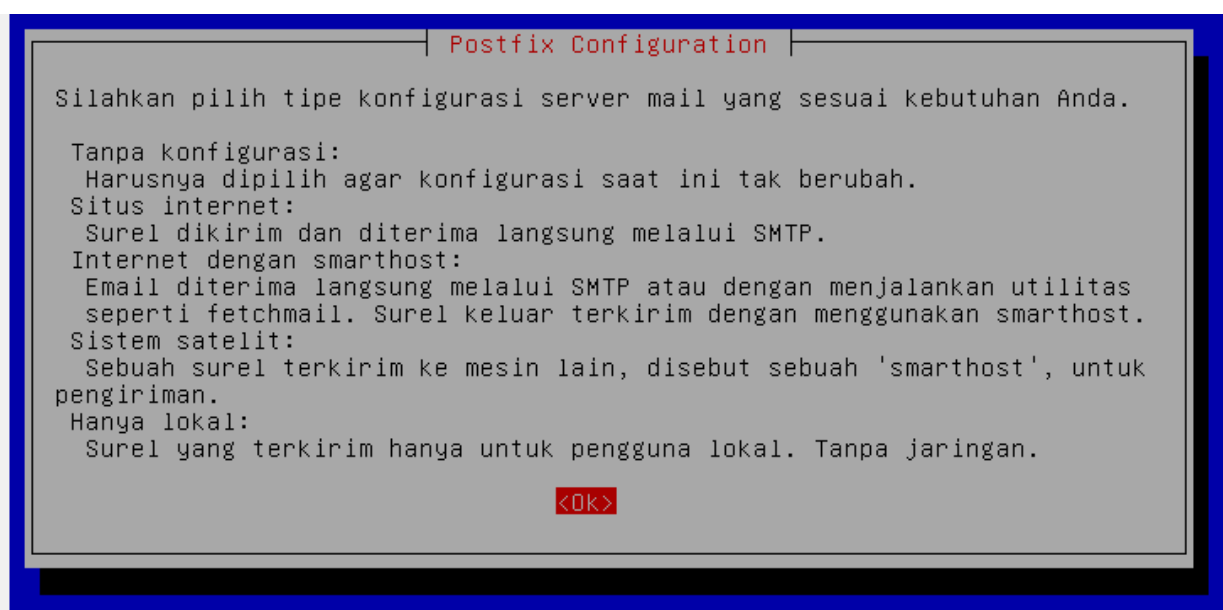 Postfix Configuration
Silahkan pilih tipe konfigurasi server mail yang sesuai kebutuhan Anda.
Tanpa konfigurasi:
Harusnya dipilih agar konfigurasi saat ini tak berubah.
Situs internet:
Surel dikirim dan diterima langsung melalui SMTP.
Internet dengan smarthost:
Email diterima langsung melalui SMTP atau dengan menjalankan utilitas
seperti fetchmail. Surel keluar terkirim dengan menggunakan smarthost.
Sistem satelit:
Sebuah surel terkirim ke mesin lain, disebut sebuah 'smarthost', untuk
pengiriman.
Hanya lokal:
Surel yang terkirim hanya untuk pengguna lokal. Tanpa jaringan.
<Ok>